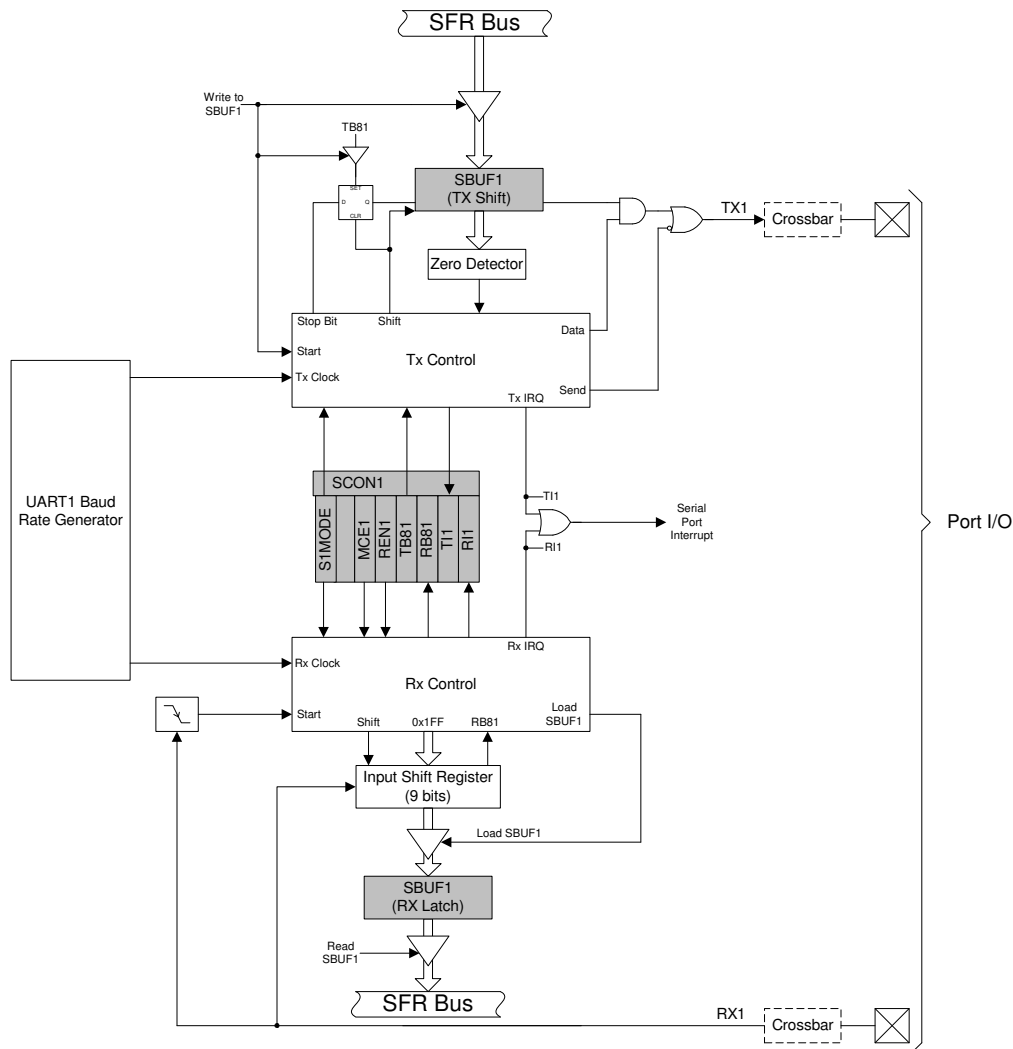 SFR Bus
Write to
SBUF1
TB81
SET
D
Q
CLR
SBUF1
(TX Shift)
TX1
Crossbar
Zero Detector
Stop Bit
Shift
Data
Start
Tx Control
Tx Clock
Send
Tx IRQ
UART1 Baud
Rate Generator
SCON1
S1MODE
MCE1
REN1
TB81
RB81
TI1
RI1
TI1
RI1
Serial
Port
Interrupt
Port I/O
Rx IRQ
Rx Clock
Rx Control
Start
Load
SBUF1
Shift
0x1FF
RB81
Input Shift Register
(9 bits)
Load SBUF1
SBUF1
(RX Latch)
Read
SBUF1
SFR Bus
RX1
Crossbar